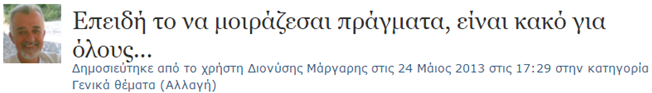 Επειδή το να μοιράζεσαι πράγματα, είναι κακό για
όλους...
Δημοσιεύτηκε από το χρήστη Διονύσης Μάργαρης στις 24 Μάιος 2013 στις 17:29 στην κατηγορία
Γενικά θέματα (Αλλαγή)